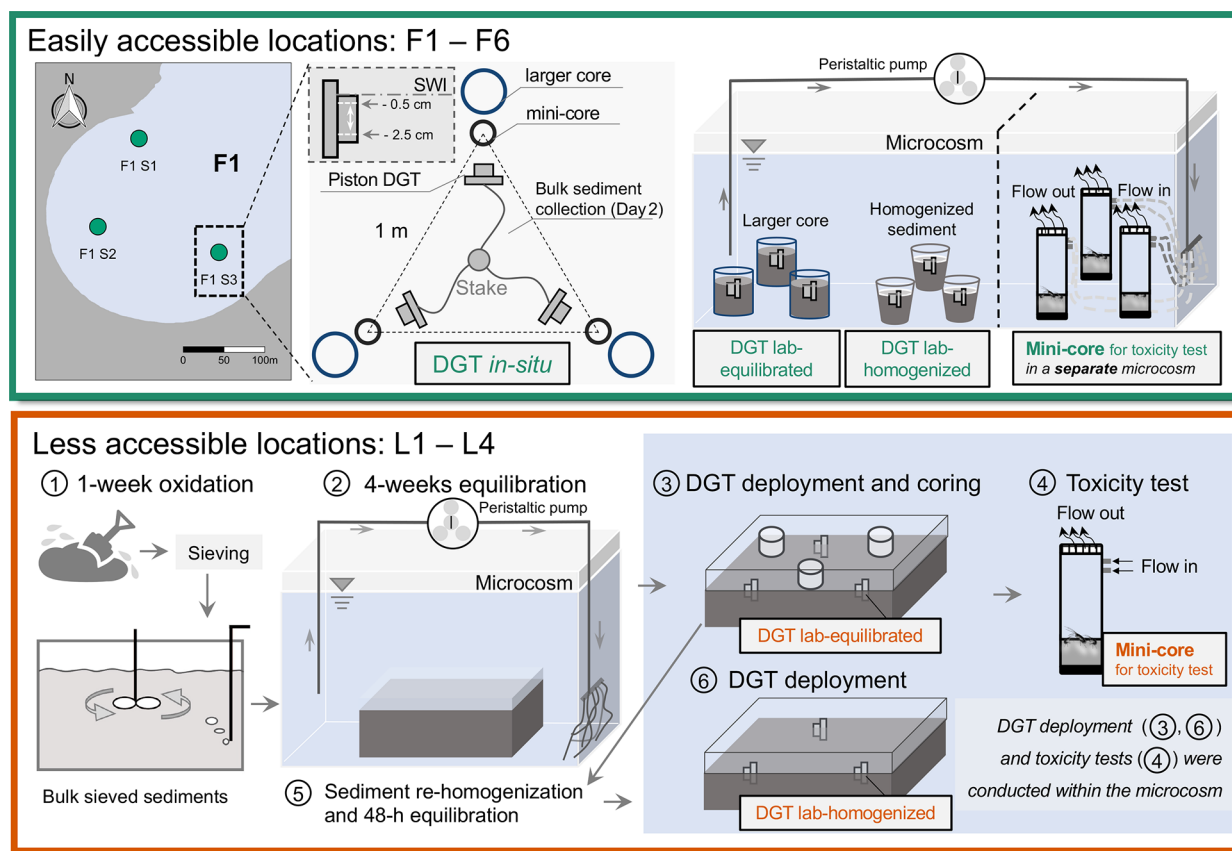 Easily accessible locations: F1 – F6
N
F1 S1
F1
F1 S2
F1 S3
0 50 100m
SWI
- 0.5 cm
- 2.5 cm
larger core
mini-core
Piston DGT
Bulk sediment
collection (Day 2)
1 m
Stake
DGT in-situ
Peristaltic pump
Microcosm
Flow out
Flow in
Larger core
Homogenized
sediment
DGT lab-
equilibrated
DGT lab-
homogenized
Mini-core for toxicity test
in a separate microcosm
Less accessible locations: L1 – L4
1 1-week oxidation
Sieving
Bulk sieved sediments
2 4-weeks equilibration
Peristaltic pump
Microcosm
3 DGT deployment and coring
DGT lab-equilibrated
4 Toxicity test
Flow out
Flow in
Mini-core
for toxicity test
5 Sediment re-homogenization
and 48-h equilibration
6 DGT deployment
DGT lab-homogenized
DGT deployment (3, 6)
and toxicity tests (4) were
conducted within the microcosm